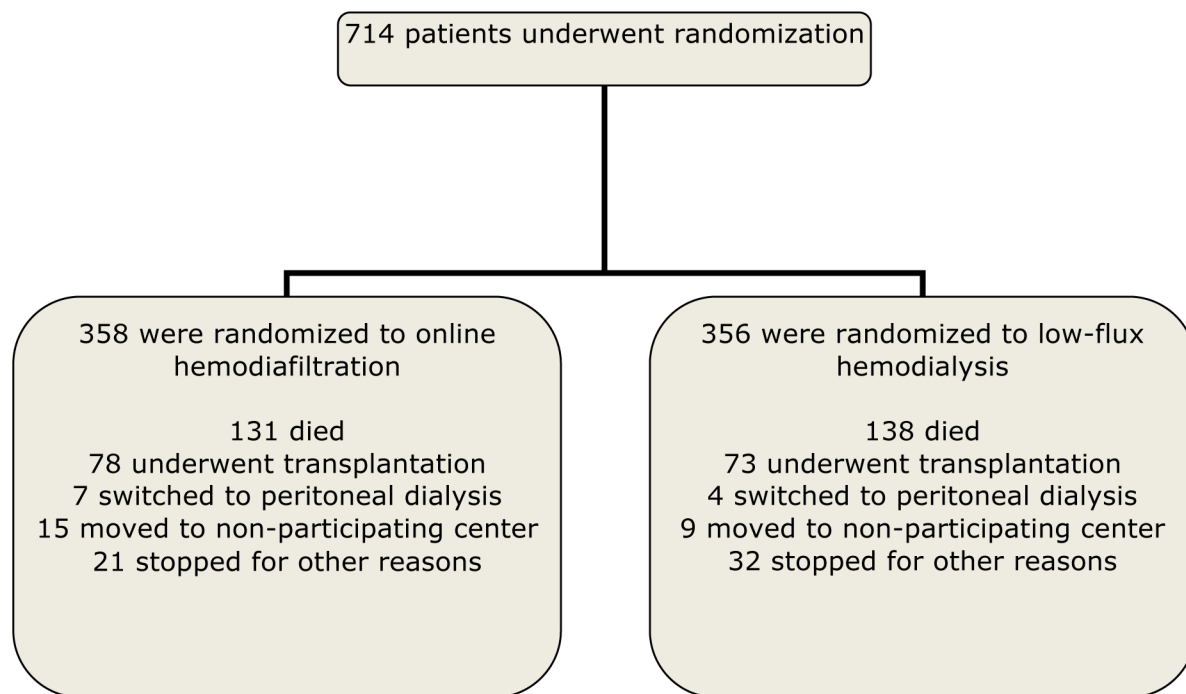 714 patients underwent randomization
358 were randomized to online
hemodiafiltration
131 died
78 underwent transplantation
7 switched to peritoneal dialysis
15 moved to non-participating center
21 stopped for other reasons
356 were randomized to low-flux
hemodialysis
138 died
73 underwent transplantation
4 switched to peritoneal dialysis
9 moved to non-participating center
32 stopped for other reasons